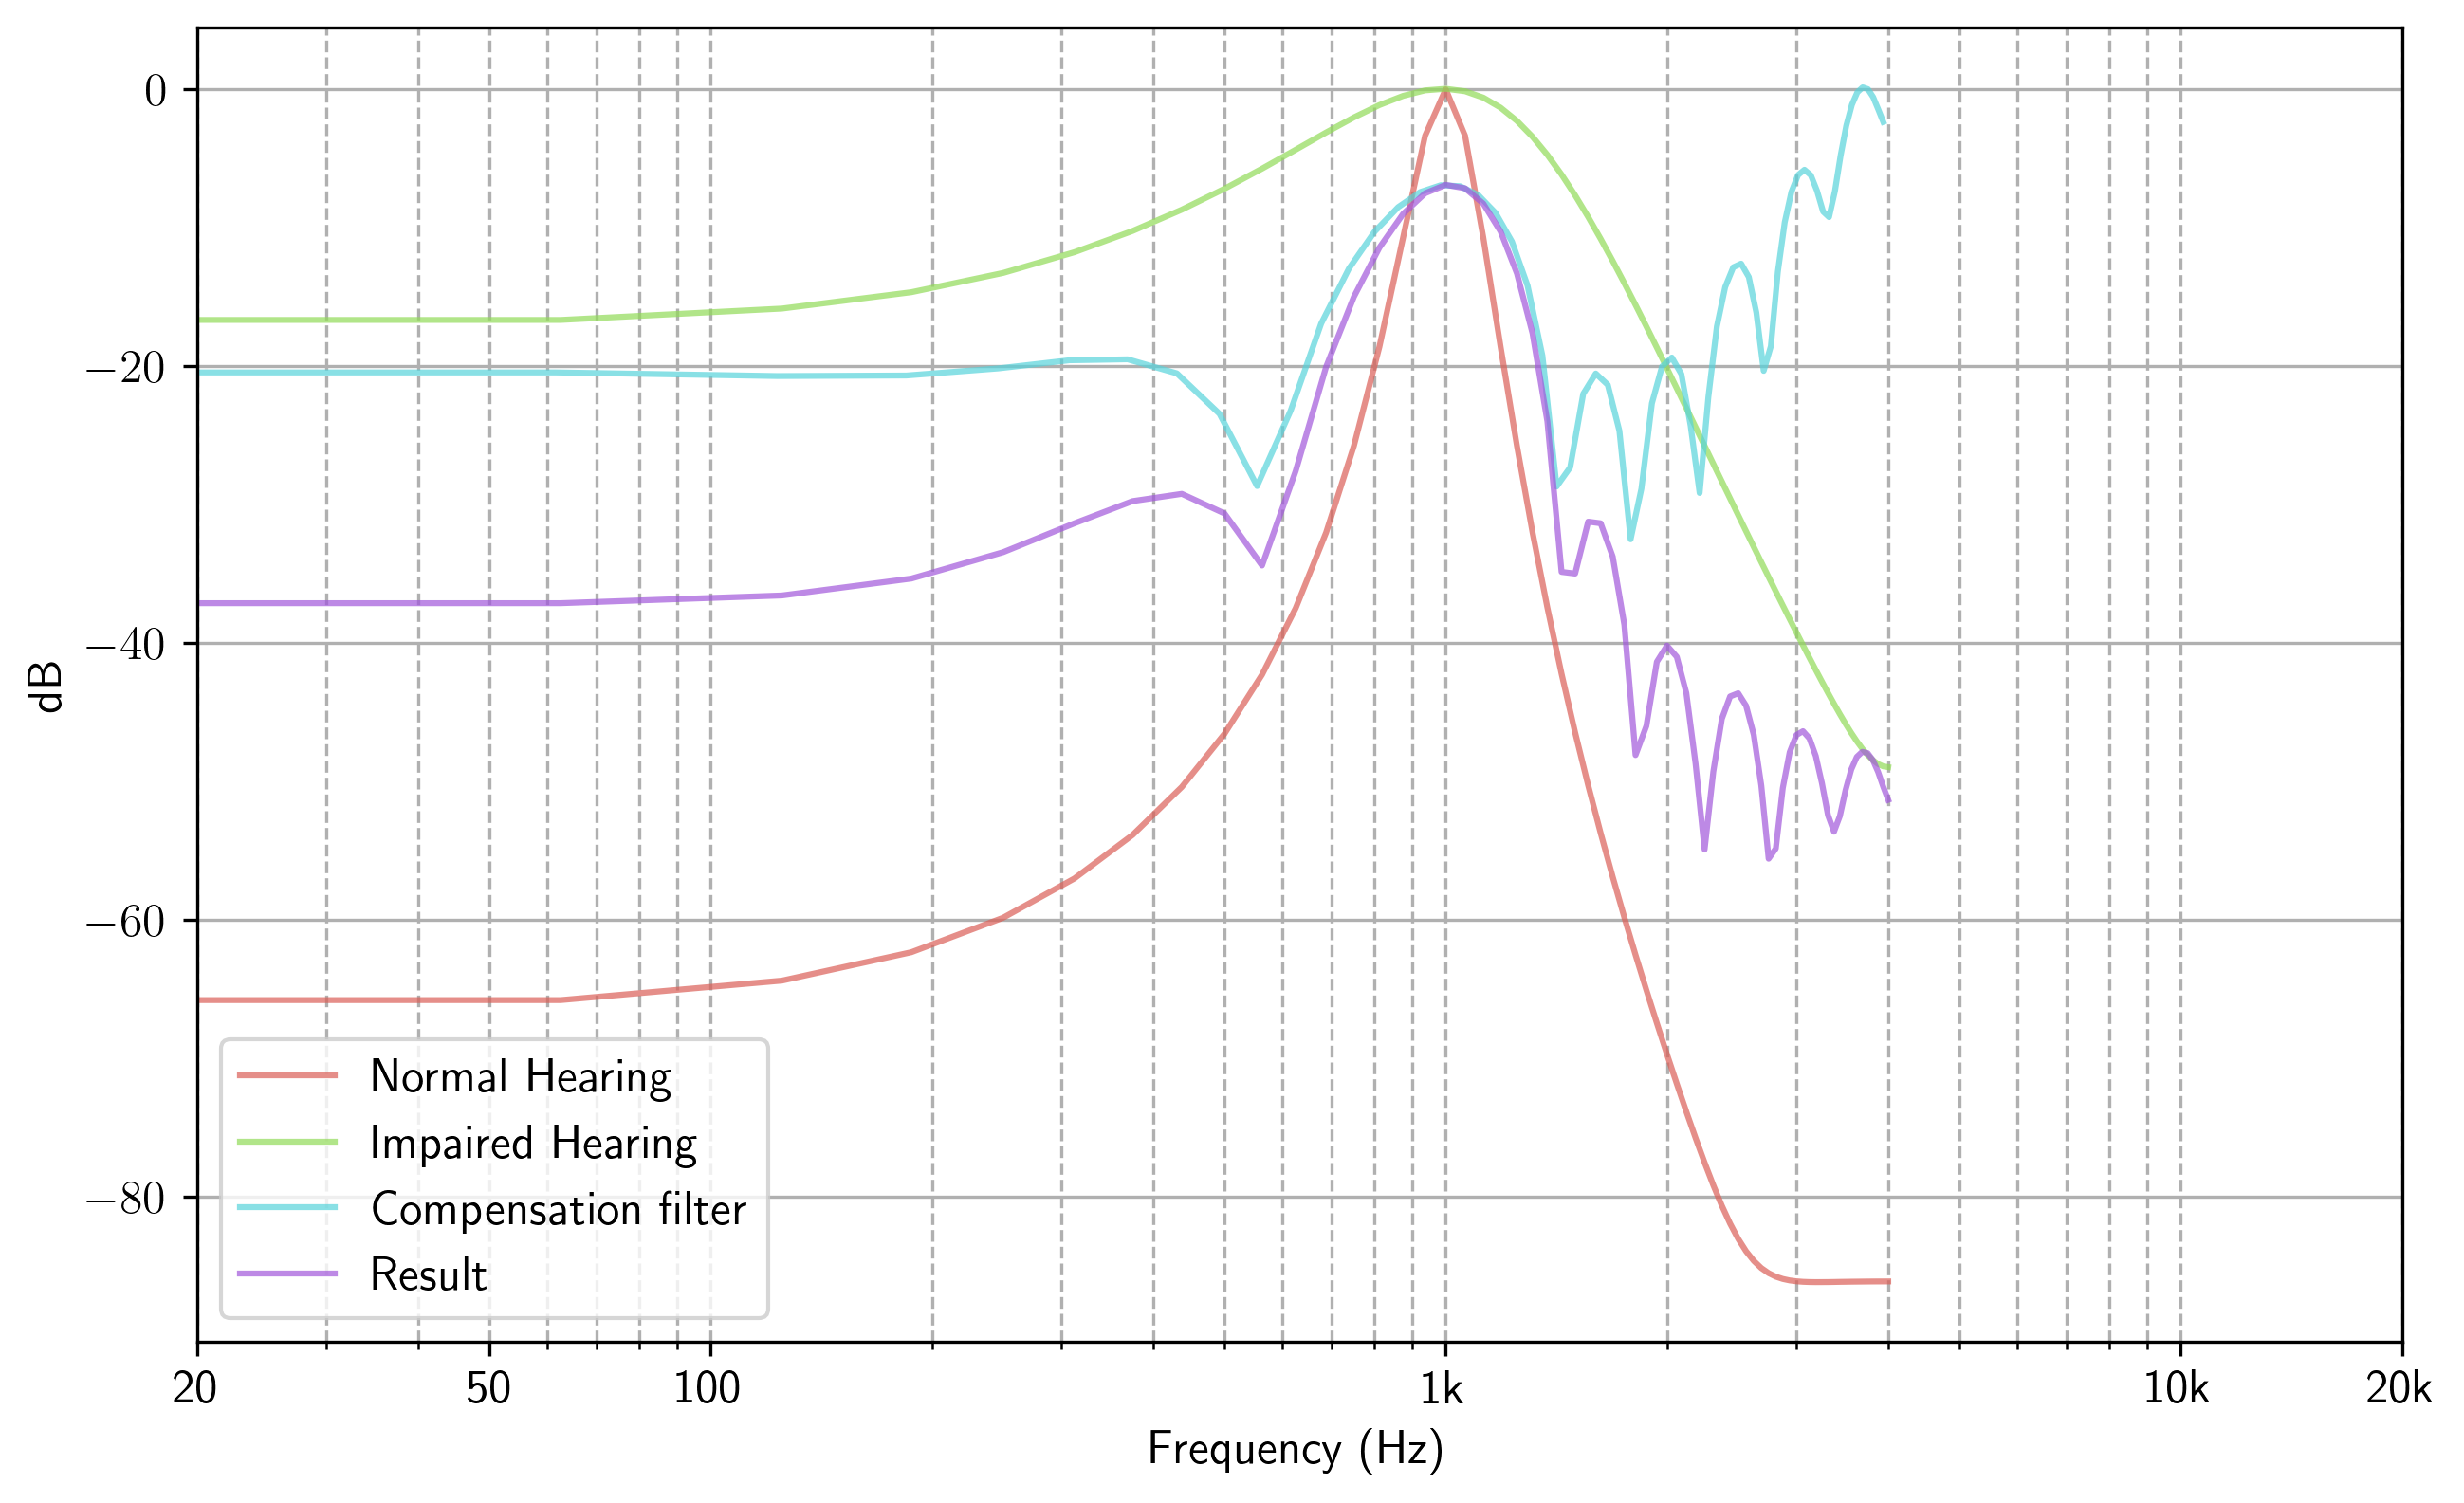 dB
0
−20
−40
−60
−80
Normal Hearing
Impaired Hearing
Compensation filter
Result
20 50 100 1k 10k 20k
Frequency (Hz)